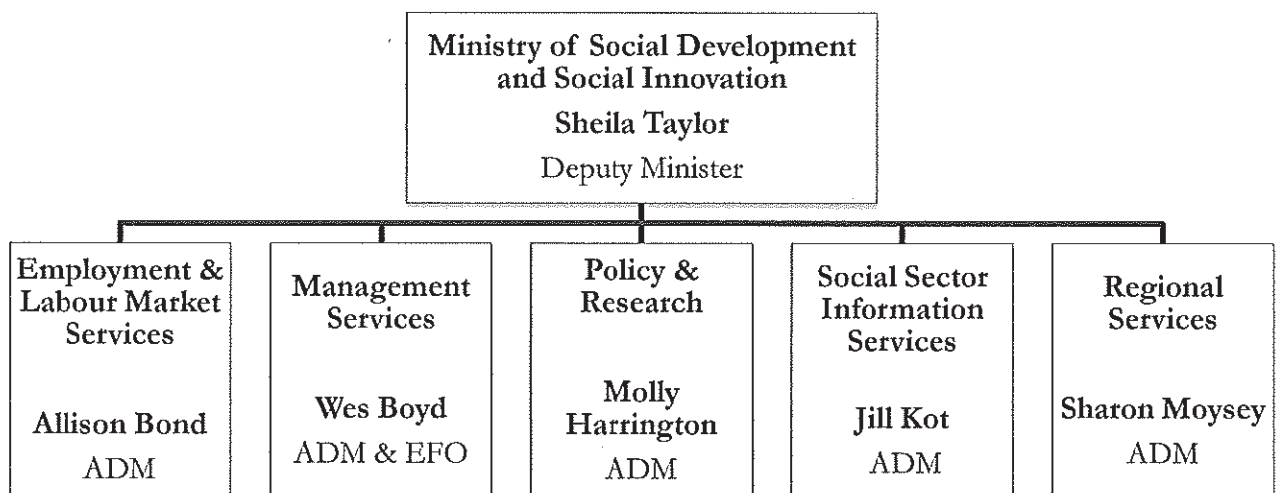 Ministry of Social Development
and Social Innovation
Sheila Taylor
Deputy Minister
Employment &
Labour Market
Services
Allison Bond
ADM
Management
Services
Wes Boyd
ADM & EFO
Policy &
Research
Molly
Harrington
ADM
Social Sector
Information
Services
Jill Kot
ADM
Regional
Services
Sharon Moysey
ADM